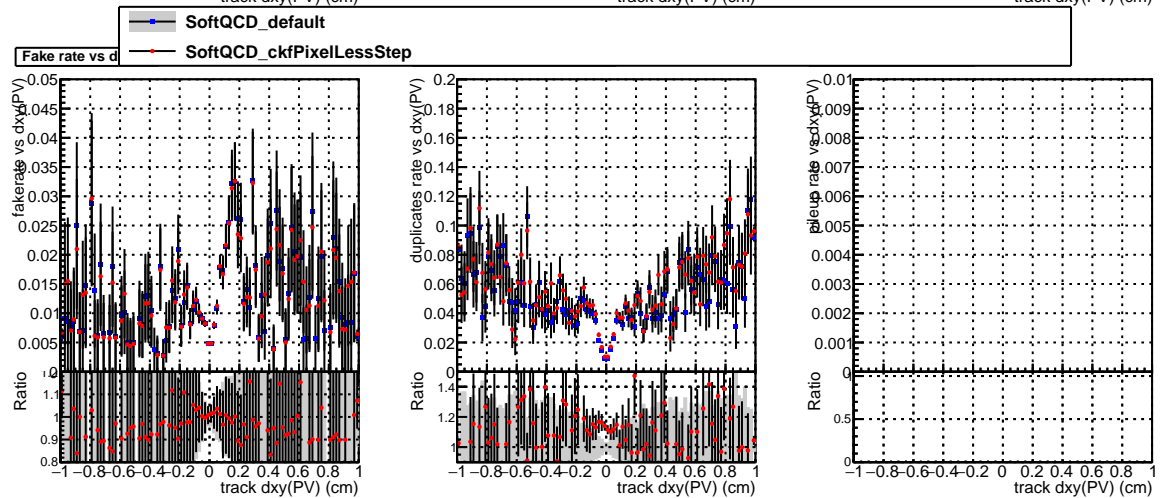 track dxy(PV) (cm)
track dxy(PV) (cm)
track dxy(PV) (cm)
SoftQCD_default
SoftQCD_ckfPixelLessStep
Fake rate vs d
fakerate vs dxy(PV)
0.05
0.045
0.04
0.035
0.03
0.025
0.02
0.015
0.01
0.005
0
Ratio
1.1
1
0.9
0.8
−1 −0.8 −0.6 −0.4 −0.2 0 0.2 0.4 0.6 0.8 1
track dxy(PV) (cm)
duplicates rate vs dxy(PV)
0.2
0.18
0.16
0.14
0.12
0.1
0.08
0.06
0.04
0.02
0
Ratio
1.4
1.2
1
−1 −0.8 −0.6 −0.4 −0.2 0 0.2 0.4 0.6 0.8 1
track dxy(PV) (cm)
pileup rate vs dxy(PV)
0.01
0.009
0.008
0.007
0.006
0.005
0.004
0.003
0.002
0.001
0
Ratio
1
0.5
0
−1 −0.8 −0.6 −0.4 −0.2 0 0.2 0.4 0.6 0.8 1
track dxy(PV) (cm)